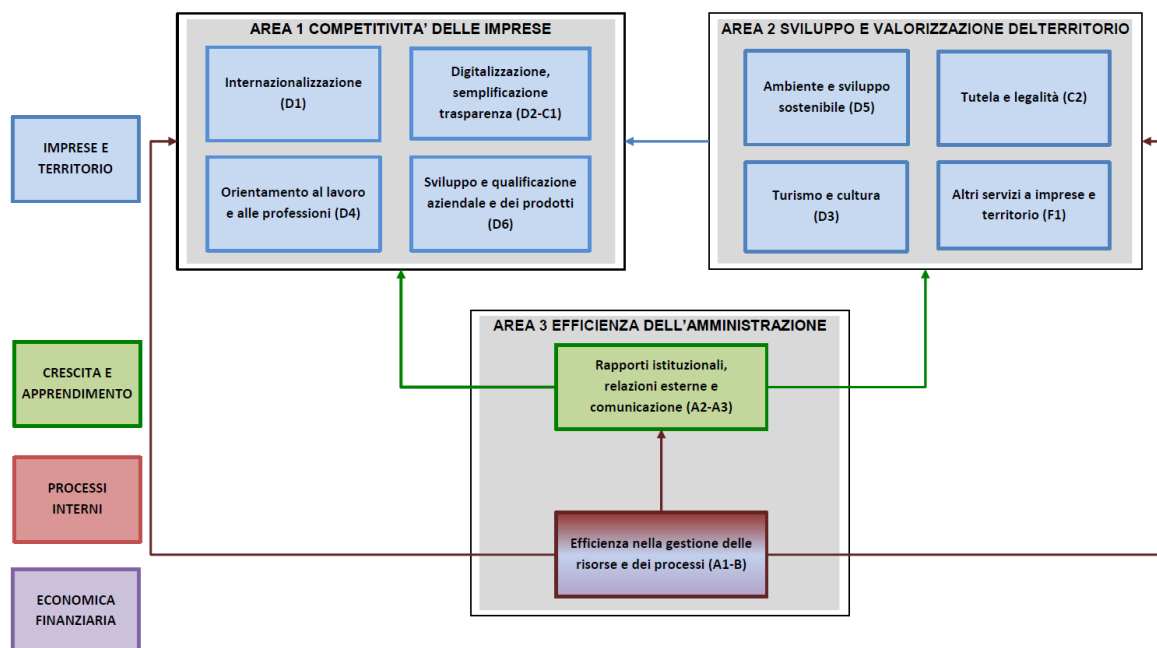 AREA 1 COMPETITIVITA' DELLE IMPRESE
Internazionalizzazione
(D1)
Digitalizzazione,
semplificazione
trasparenza (D2-C1)
Orientamento al lavoro
e alle professioni (D4)
Sviluppo e qualificazione
aziendale e dei prodotti
(D6)
AREA 2 SVILUPPO E VALORIZZAZIONE DELTERRITORIO
Ambiente e sviluppo
sostenibile (D5)
Tutela e legalità (C2)
Turismo e cultura
(D3)
Altri servizi a imprese e
territorio (F1)
IMPRESE E
TERRITORIO
AREA 3 EFFICIENZA DELL'AMMINISTRAZIONE
Rapporti istituzionali,
relazioni esterne e
comunicazione (A2-A3)
CRESCITA E
APPRENDIMENTO
PROCESSI
INTERNI
Efficienza nella gestione delle
risorse e dei processi (A1-B)
ECONOMICA
FINANZIARIA